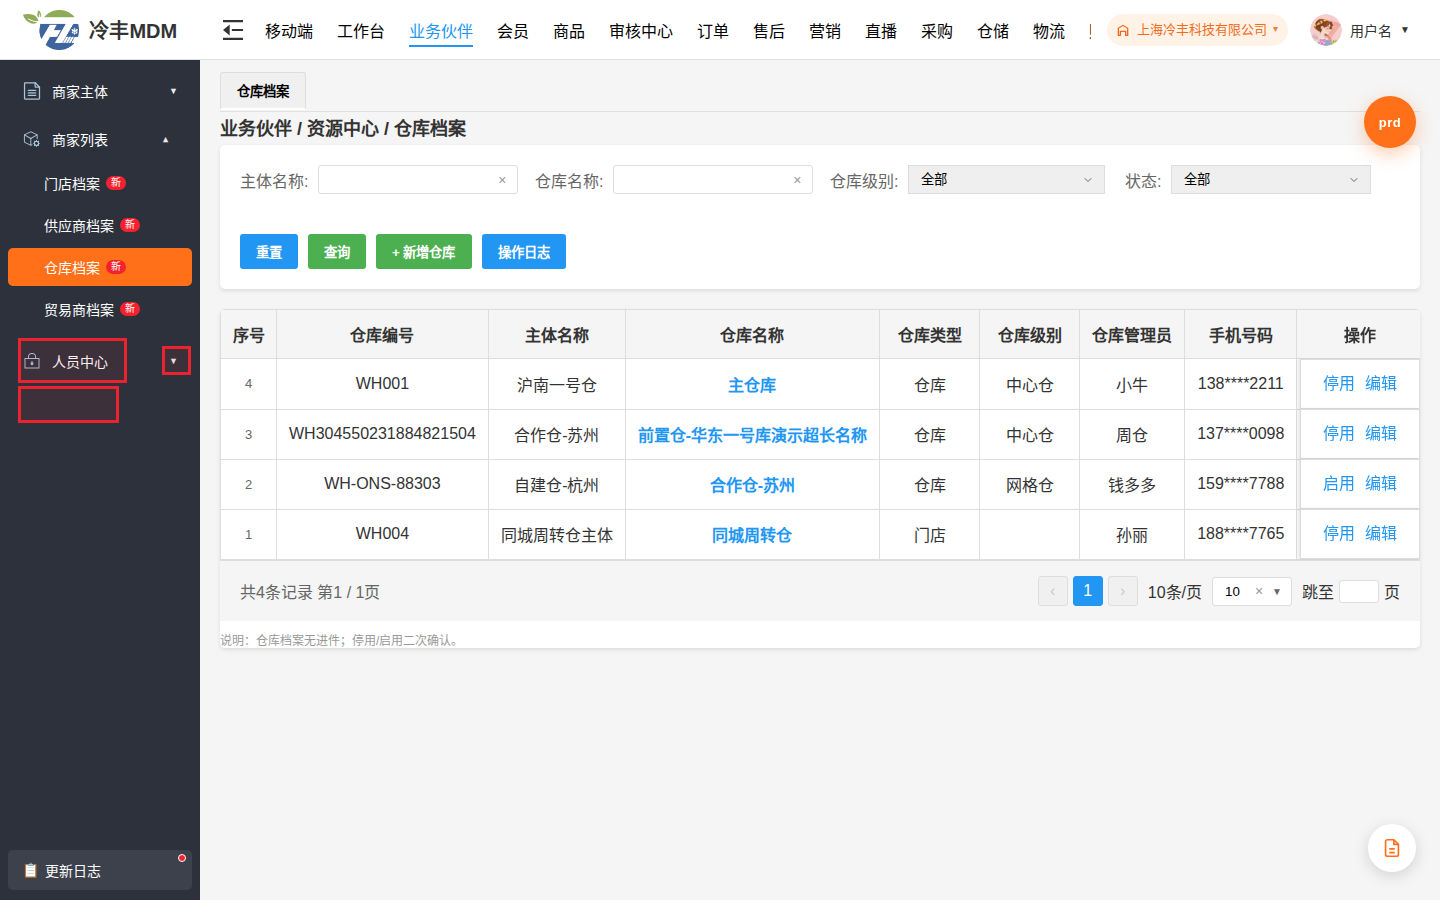 冷丰MDM
移动端 工作台 业务伙伴 会员 商品 审核中心 订单 售后 营销 直播 采购 仓储 物流
上海冷丰科技有限公司 ▾
用户名 ▼
商家主体 ▼
商家列表 ▲
门店档案 新
供应商档案 新
仓库档案 新
贸易商档案 新
人员中心 ▼
更新日志
仓库档案
业务伙伴 / 资源中心 / 仓库档案
prd
主体名称: × 仓库名称: × 仓库级别: 全部 状态: 全部
重置 查询 + 新增仓库 操作日志
序号 仓库编号 主体名称 仓库名称 仓库类型 仓库级别 仓库管理员 手机号码 操作
4 WH001 沪南一号仓 主仓库 仓库 中心仓 小牛 138****2211 停用 编辑
3 WH304550231884821504 合作仓-苏州 前置仓-华东一号库演示超长名称 仓库 中心仓 周仓 137****0098 停用 编辑
2 WH-ONS-88303 自建仓-杭州 合作仓-苏州 仓库 网格仓 钱多多 159****7788 启用 编辑
1 WH004 同城周转仓主体 同城周转仓 门店 孙丽 188****7765 停用 编辑
共4条记录 第1 / 1页 ‹ 1 › 10条/页 10 × ▼ 跳至 页
说明：仓库档案无进件；停用/启用二次确认。